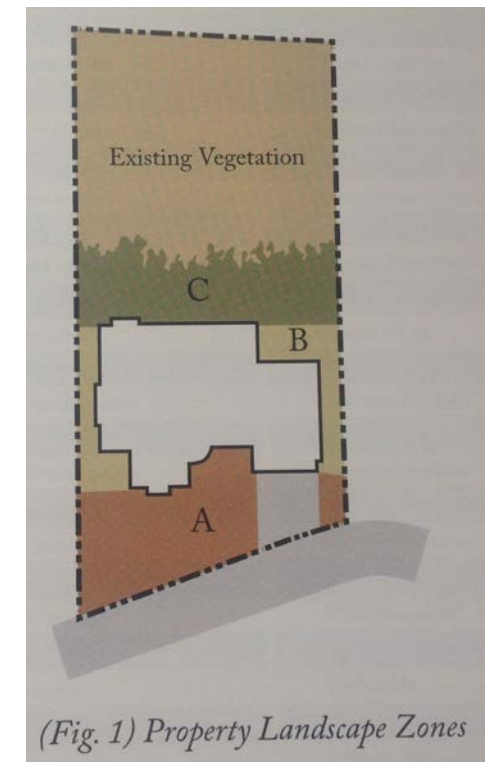 Existing Vegetation
C
B
A
(Fig. 1) Property Landscape Zones